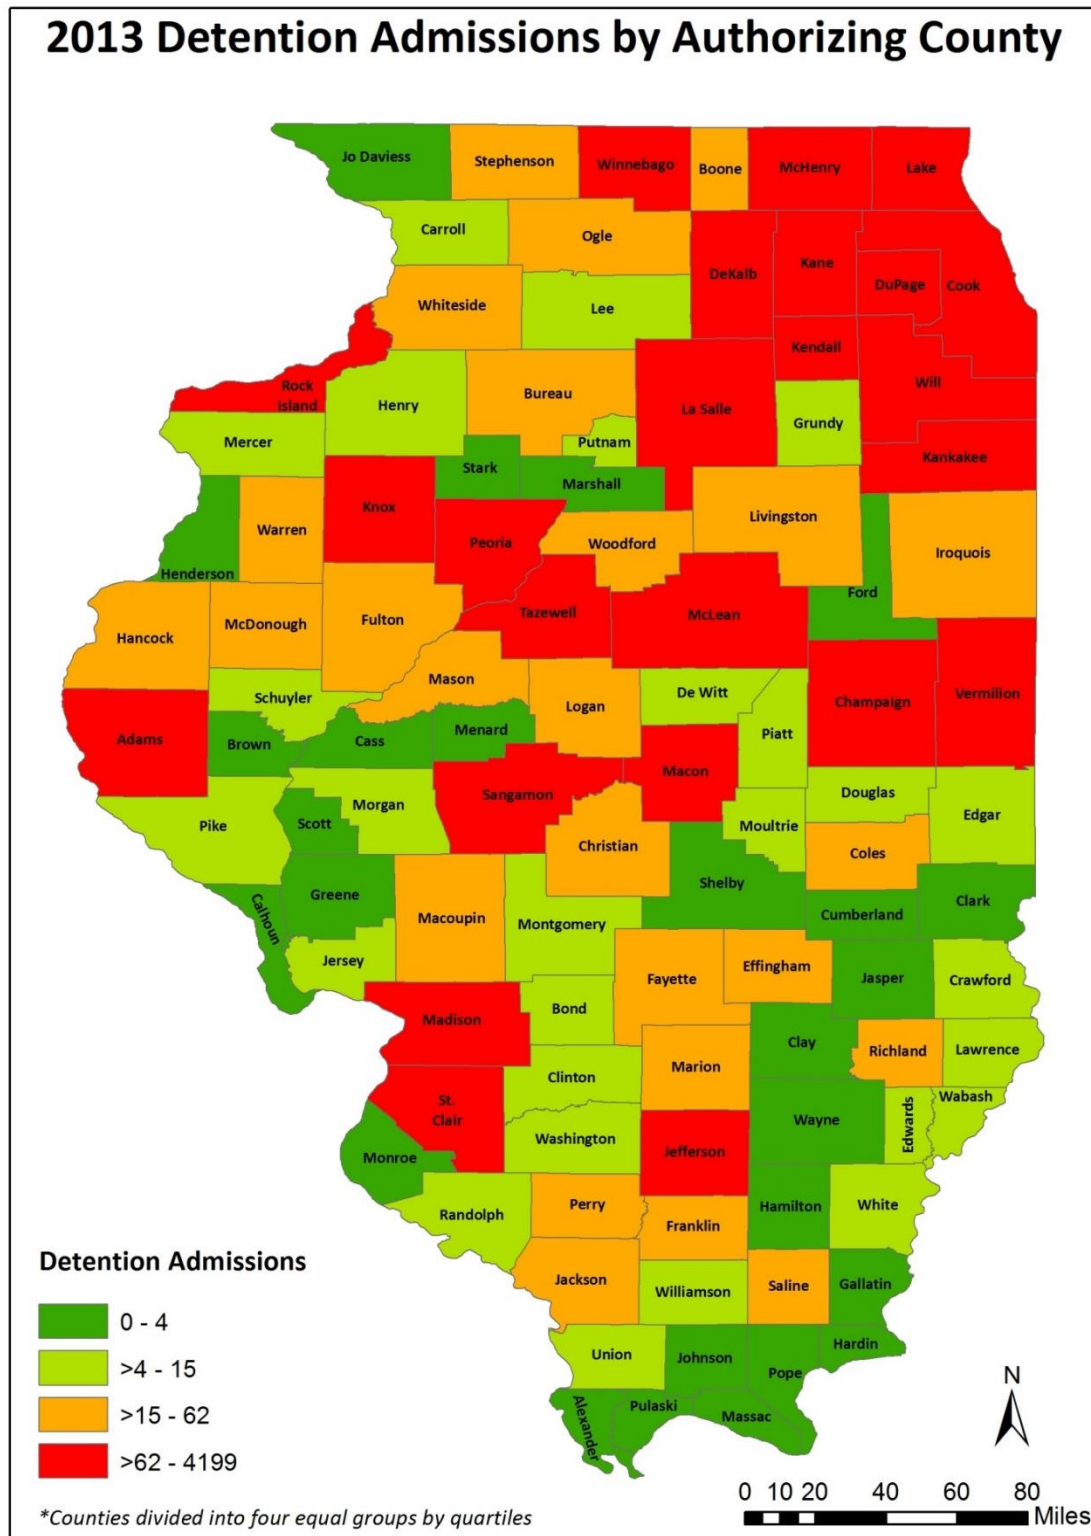 2013 Detention Admissions by Authorizing County
Jo Daviess
Stephenson
Winnebago
Boone
McHenry
Lake
Carroll
Ogle
DeKalb
Kane
DuPage
Cook
Whiteside
Lee
Kendall
Rock
Island
Henry
Bureau
La Salle
Will
Grundy
Mercer
Putnam
Kankakee
Stark
Marshall
Knox
Peoria
Warren
Woodford
Livingston
Iroquois
Henderson
Ford
Hancock
McDonough
Fulton
Tazewell
McLean
Mason
Schuyler
Logan
De Witt
Champaign
Vermilion
Adams
Brown
Cass
Menard
Piatt
Macon
Sangamon
Morgan
Pike
Scott
Douglas
Edgar
Moultrie
Christian
Coles
Shelby
Greene
Calhoun
Macoupin
Montgomery
Cumberland
Clark
Jersey
Fayette
Effingham
Jasper
Crawford
Madison
Bond
Clay
Richland
Lawrence
Marion
Clinton
Wabash
Edwards
St.
Clair
Washington
Wayne
Jefferson
Monroe
Randolph
Perry
Franklin
Hamilton
White
Jackson
Williamson
Saline
Gallatin
Union
Johnson
Pope
Hardin
Alexander
Pulaski
Massac
Detention Admissions
0 - 4
>4 - 15
>15 - 62
>62 - 4199
*Counties divided into four equal groups by quartiles
N
0 10 20 40 60 80
Miles